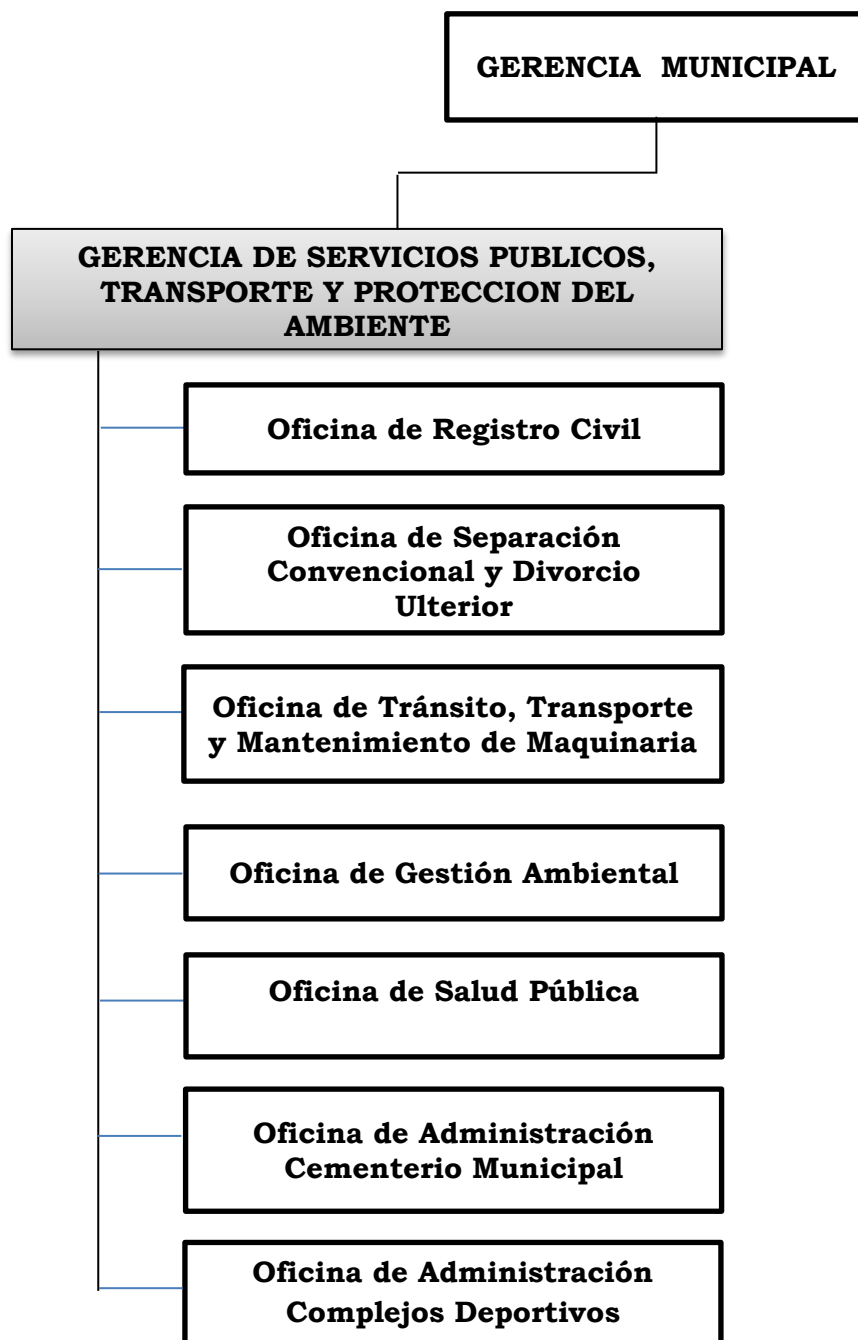 GERENCIA MUNICIPAL
GERENCIA DE SERVICIOS PUBLICOS,
TRANSPORTE Y PROTECCION DEL
AMBIENTE
Oficina de Registro Civil
Oficina de Separación
Convencional y Divorcio
Ulterior
Oficina de Tránsito, Transporte
y Mantenimiento de Maquinaria
Oficina de Gestión Ambiental
Oficina de Salud Pública
Oficina de Administración
Cementerio Municipal
Oficina de Administración
Complejos Deportivos